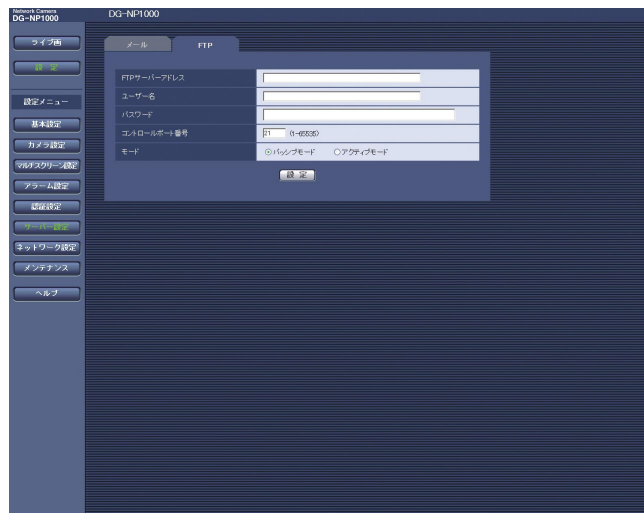 Network Camera
DG-NP1000
DG-NP1000
ライブ画
設 定
設定メニュー
基本設定
カメラ設定
マルチスクリーン設定
アラーム設定
認証設定
サーバー設定
ネットワーク設定
メンテナンス
ヘルプ
メール FTP
FTPサーバーアドレス
ユーザー名
パスワード
コントロールポート番号 21 (1-65535)
モード パッシブモード アクティブモード
設 定